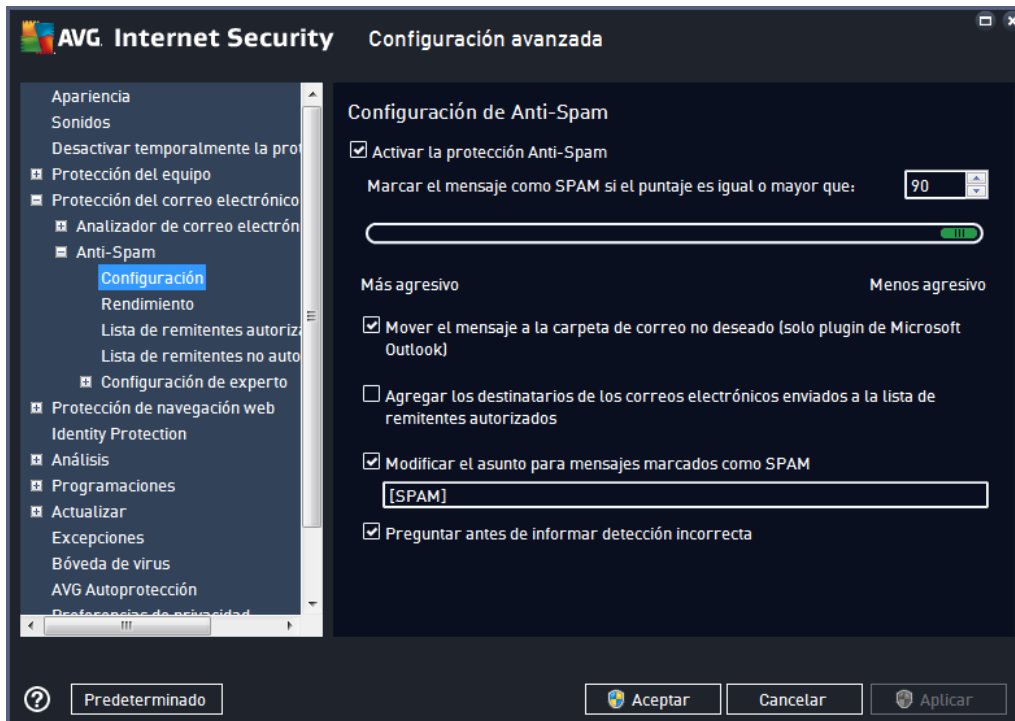 AVG. Internet Security
Configuración avanzada
Apariencia
Sonidos
Desactivar temporalmente la prot
Protección del equipo
Protección del correo electrónico
Analizador de correo electrón
Anti-Spam
Configuración
Rendimiento
Lista de remitentes autoriza
Lista de remitentes no auto
Configuración de experto
Protección de navegación web
Identity Protection
Análisis
Programaciones
Actualizar
Excepciones
Bóveda de virus
AVG Autoprotección
Preferencias de privacidad
Configuración de Anti-Spam
Activar la protección Anti-Spam
Marcar el mensaje como SPAM si el puntaje es igual o mayor que:
90
Más agresivo
Menos agresivo
Mover el mensaje a la carpeta de correo no deseado (solo plugin de Microsoft
Outlook)
Agregar los destinatarios de los correos electrónicos enviados a la lista de
remitentes autorizados
Modificar el asunto para mensajes marcados como SPAM
[SPAM]
Preguntar antes de informar detección incorrecta
?
Predeterminado
Aceptar
Cancelar
Aplicar